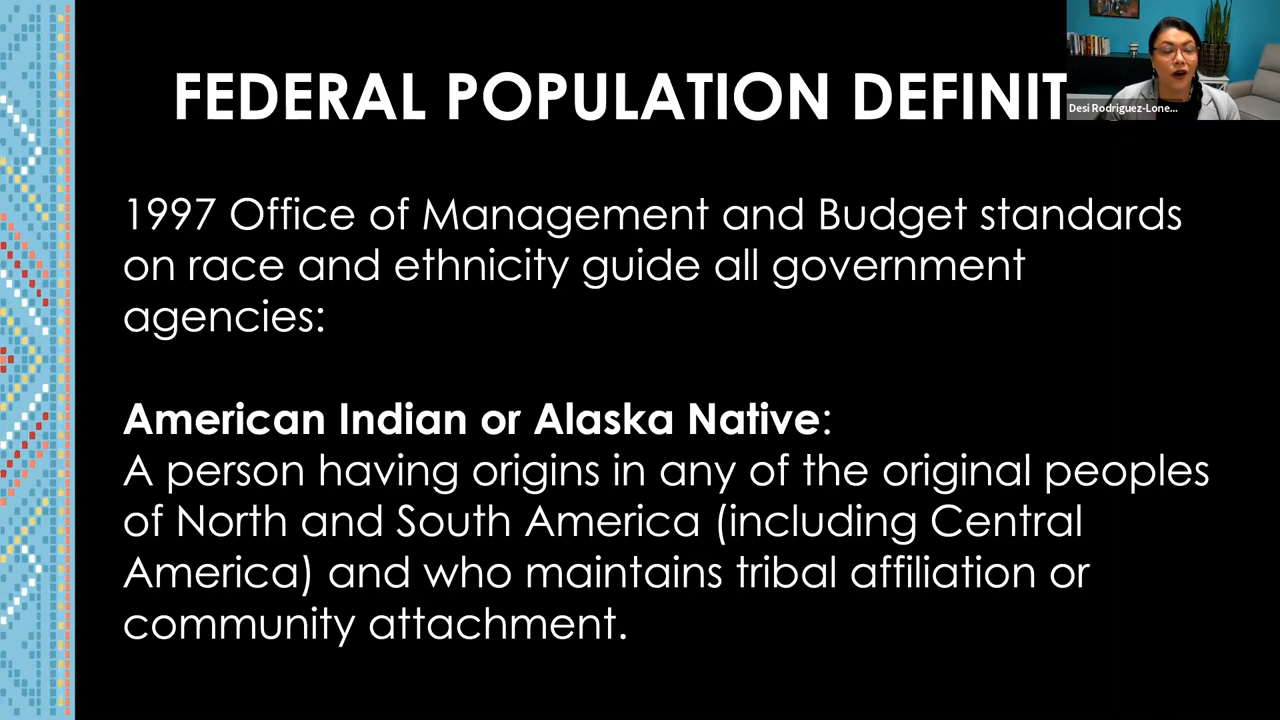 FEDERAL POPULATION DEFINIT
Desi Rodriguez-Lone...
1997 Office of Management and Budget standards
on race and ethnicity guide all government
agencies:
American Indian or Alaska Native:
A person having origins in any of the original peoples
of North and South America (including Central
America) and who maintains tribal affiliation or
community attachment.